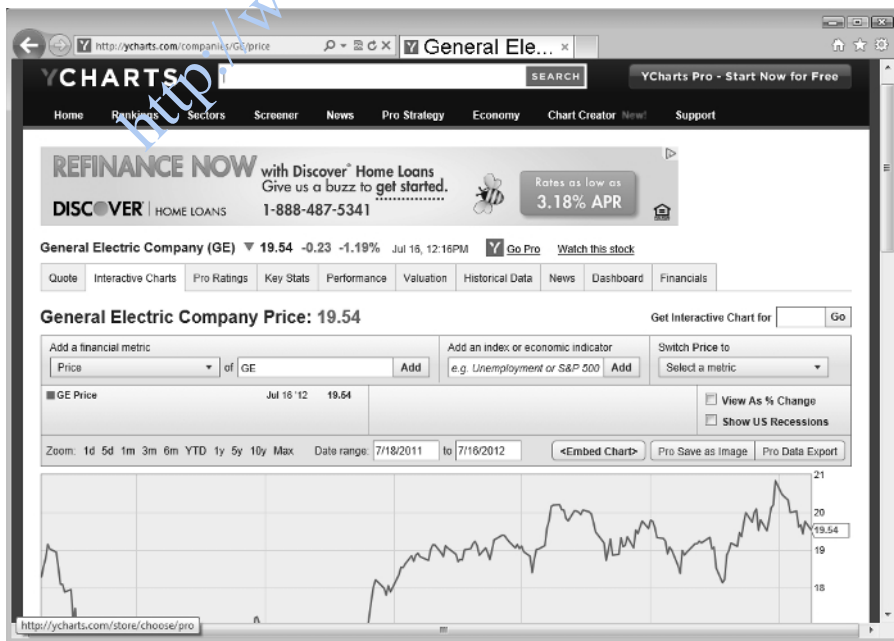 http://w
http://ycharts.com/companies/GE/price
General Ele... ×
YCHARTS
SEARCH
YCharts Pro - Start Now for Free
Home Rankings Sectors Screener News Pro Strategy Economy Chart Creator New! Support
REFINANCE NOW with Discover® Home Loans
Give us a buzz to get started.
DISCOVER HOME LOANS 1-888-487-5341
Rates as low as
3.18% APR
General Electric Company (GE) ▼ 19.54 -0.23 -1.19% Jul 16, 12:16PM Y Go Pro Watch this stock
Quote Interactive Charts Pro Ratings Key Stats Performance Valuation Historical Data News Dashboard Financials
General Electric Company Price: 19.54
Get Interactive Chart for Go
Add a financial metric Add an index or economic indicator Switch Price to
Price of GE Add e.g. Unemployment or S&P 500 Add Select a metric
GE Price Jul 16 '12 19.54
View As % Change
Show US Recessions
Zoom: 1d 5d 1m 3m 6m YTD 1y 5y 10y Max Date range: 7/18/2011 to 7/16/2012 <Embed Chart> Pro Save as Image Pro Data Export
21
20
19.54
19
18
http://ycharts.com/store/choose/pro